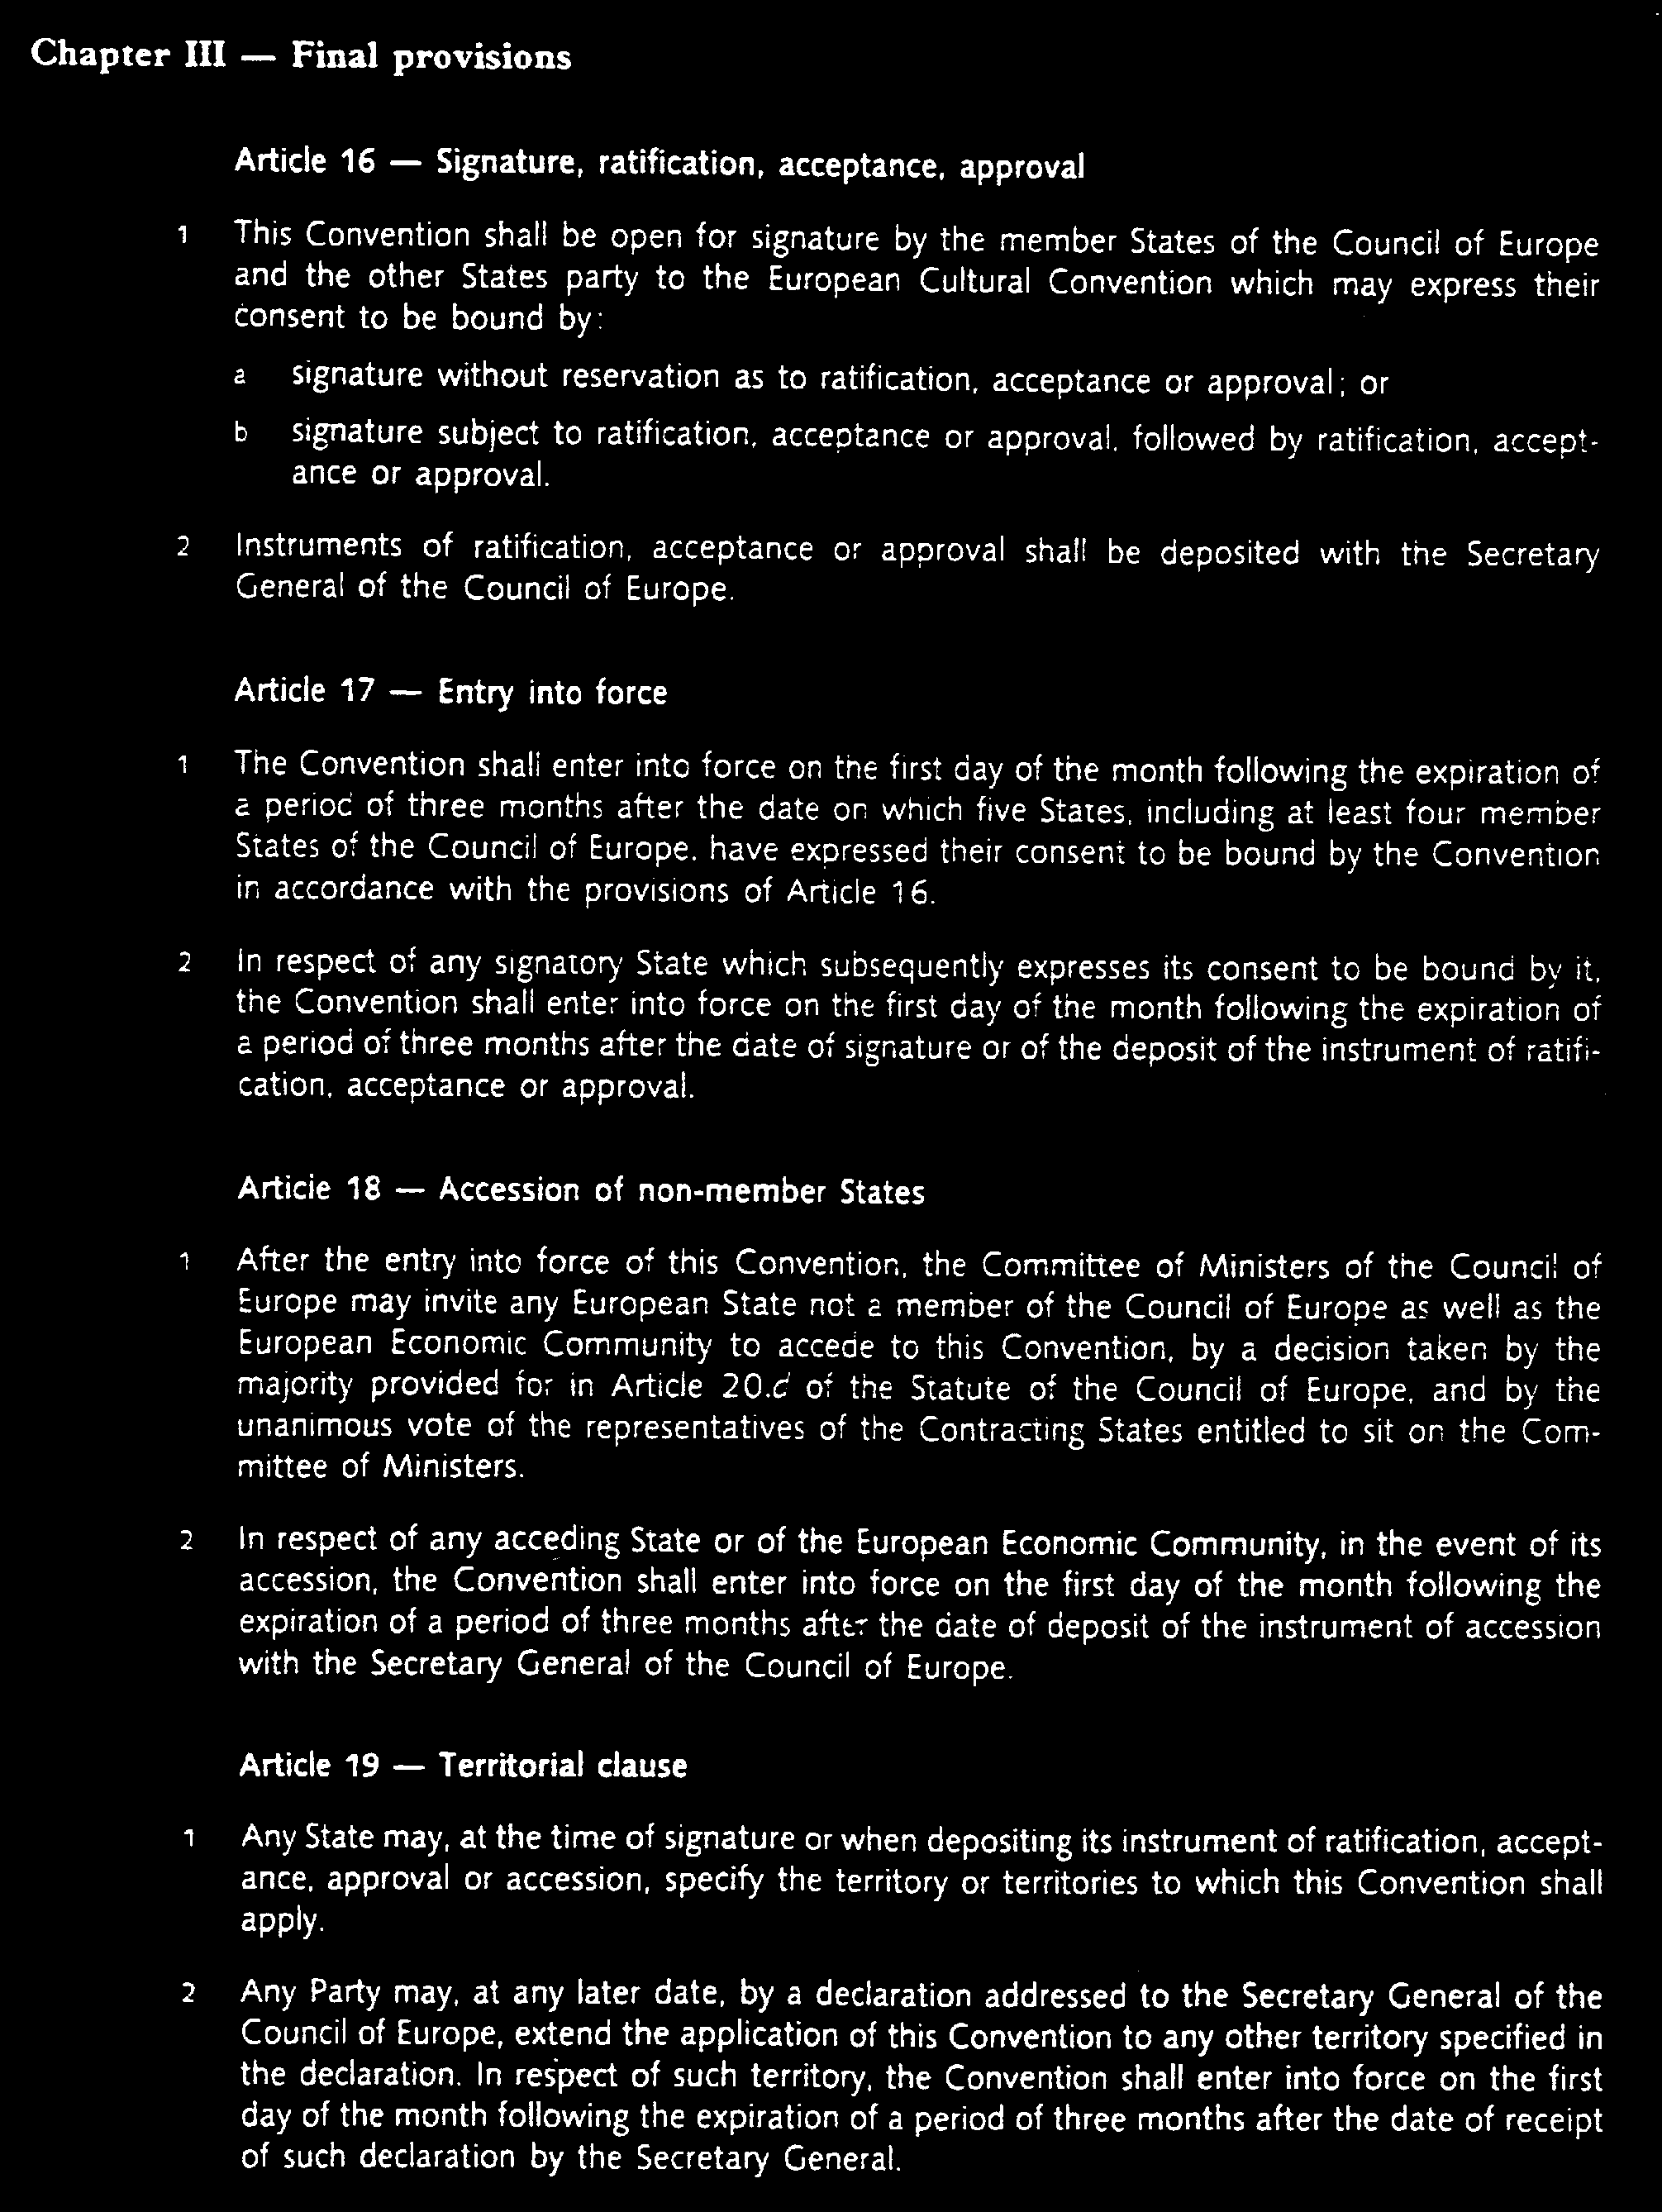 Chapter III — Final provisions
Article 16 — Signature, ratification, acceptance, approval
1 This Convention shall be open for signature by the member States of the Council of Europe
and the other States party to the European Cultural Convention which may express their
consent to be bound by:
a signature without reservation as to ratification, acceptance or approval; or
b signature subject to ratification, acceptance or approval, followed by ratification, accept-
ance or approval.
2 Instruments of ratification, acceptance or approval shall be deposited with the Secretary
General of the Council of Europe.
Article 17 — Entry into force
1 The Convention shall enter into force on the first day of the month following the expiration of
a period of three months after the date on which five States, including at least four member
States of the Council of Europe, have expressed their consent to be bound by the Convention
in accordance with the provisions of Article 16.
2 In respect of any signatory State which subsequently expresses its consent to be bound by it,
the Convention shall enter into force on the first day of the month following the expiration of
a period of three months after the date of signature or of the deposit of the instrument of ratifi-
cation, acceptance or approval.
Article 18 — Accession of non-member States
1 After the entry into force of this Convention, the Committee of Ministers of the Council of
Europe may invite any European State not a member of the Council of Europe as well as the
European Economic Community to accede to this Convention, by a decision taken by the
majority provided for in Article 20.d of the Statute of the Council of Europe, and by the
unanimous vote of the representatives of the Contracting States entitled to sit on the Com-
mittee of Ministers.
2 In respect of any acceding State or of the European Economic Community, in the event of its
accession, the Convention shall enter into force on the first day of the month following the
expiration of a period of three months after the date of deposit of the instrument of accession
with the Secretary General of the Council of Europe.
Article 19 — Territorial clause
1 Any State may, at the time of signature or when depositing its instrument of ratification, accept-
ance, approval or accession, specify the territory or territories to which this Convention shall
apply.
2 Any Party may, at any later date, by a declaration addressed to the Secretary General of the
Council of Europe, extend the application of this Convention to any other territory specified in
the declaration. In respect of such territory, the Convention shall enter into force on the first
day of the month following the expiration of a period of three months after the date of receipt
of such declaration by the Secretary General.